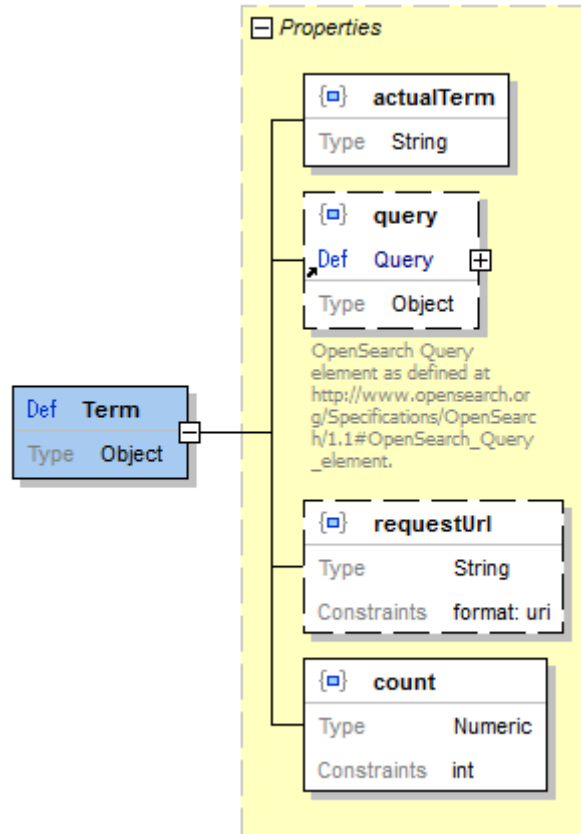 Properties
actualTerm
Type String
query
Def Query
Type Object
OpenSearch Query
element as defined at
http://www.opensearch.or
g/Specifications/OpenSearc
h/1.1#OpenSearch_Query
_element.
Def Term
Type Object
requestUrl
Type String
Constraints format: uri
count
Type Numeric
Constraints int